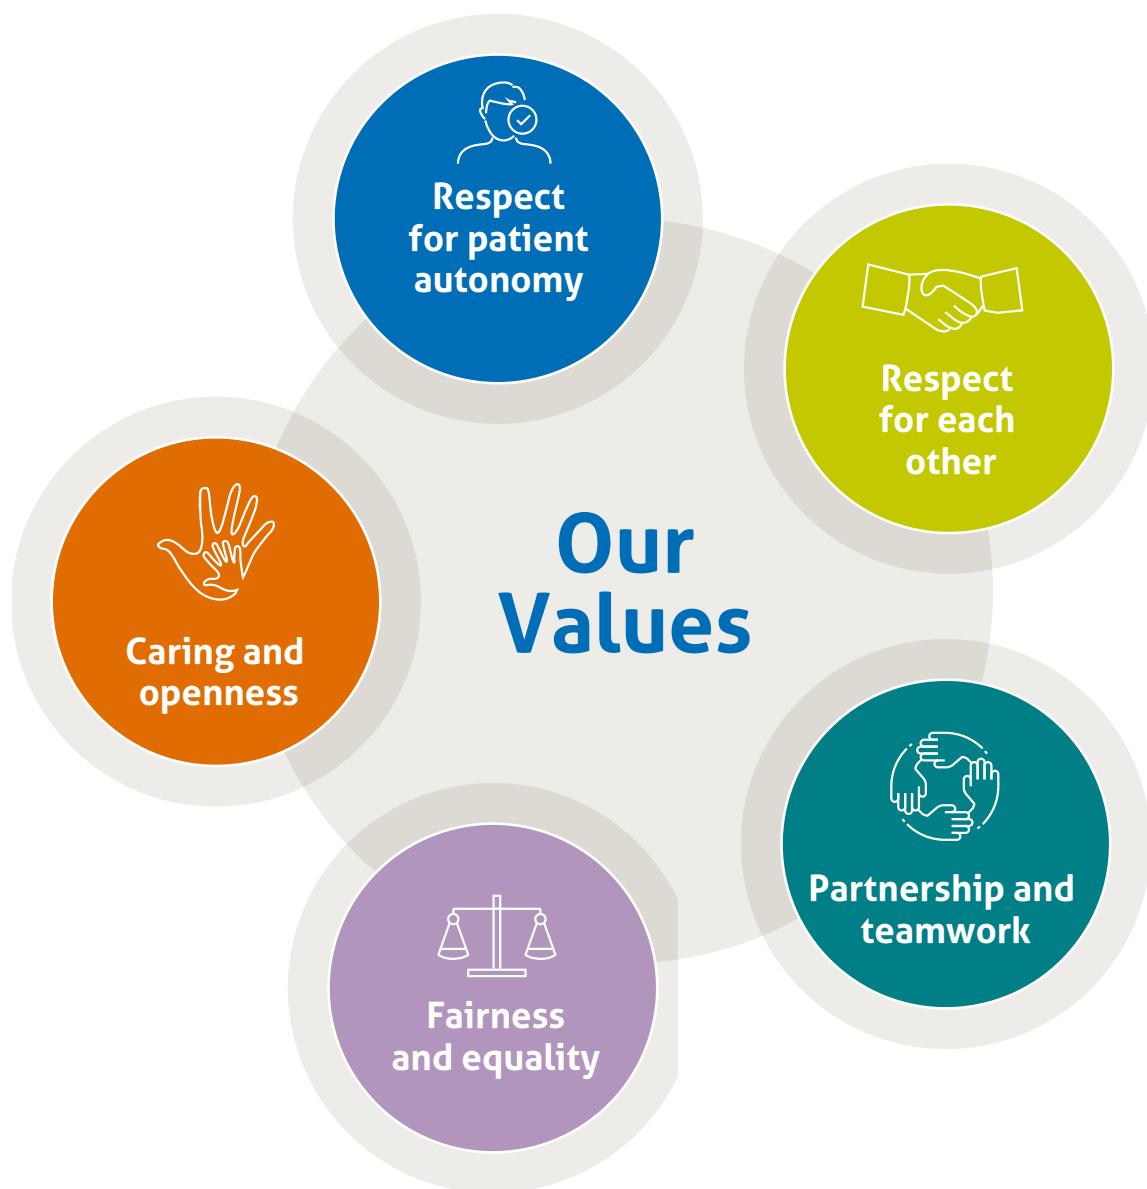 Respect
for patient
autonomy
Respect
for each
other
Our
Values
Caring and
openness
Partnership and
teamwork
Fairness
and equality